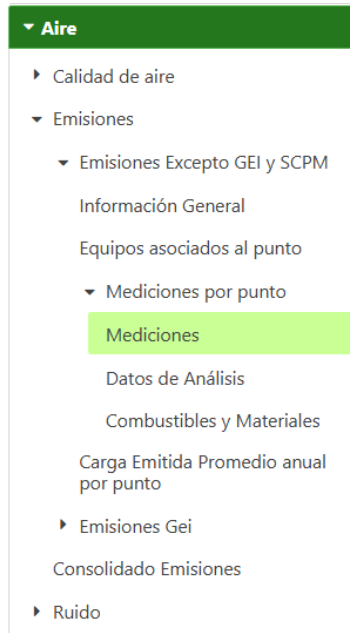 Aire
Calidad de aire
Emisiones
Emisiones Excepto GEI y SCPM
Información General
Equipos asociados al punto
Mediciones por punto
Mediciones
Datos de Análisis
Combustibles y Materiales
Carga Emitida Promedio anual
por punto
Emisiones Gei
Consolidado Emisiones
Ruido